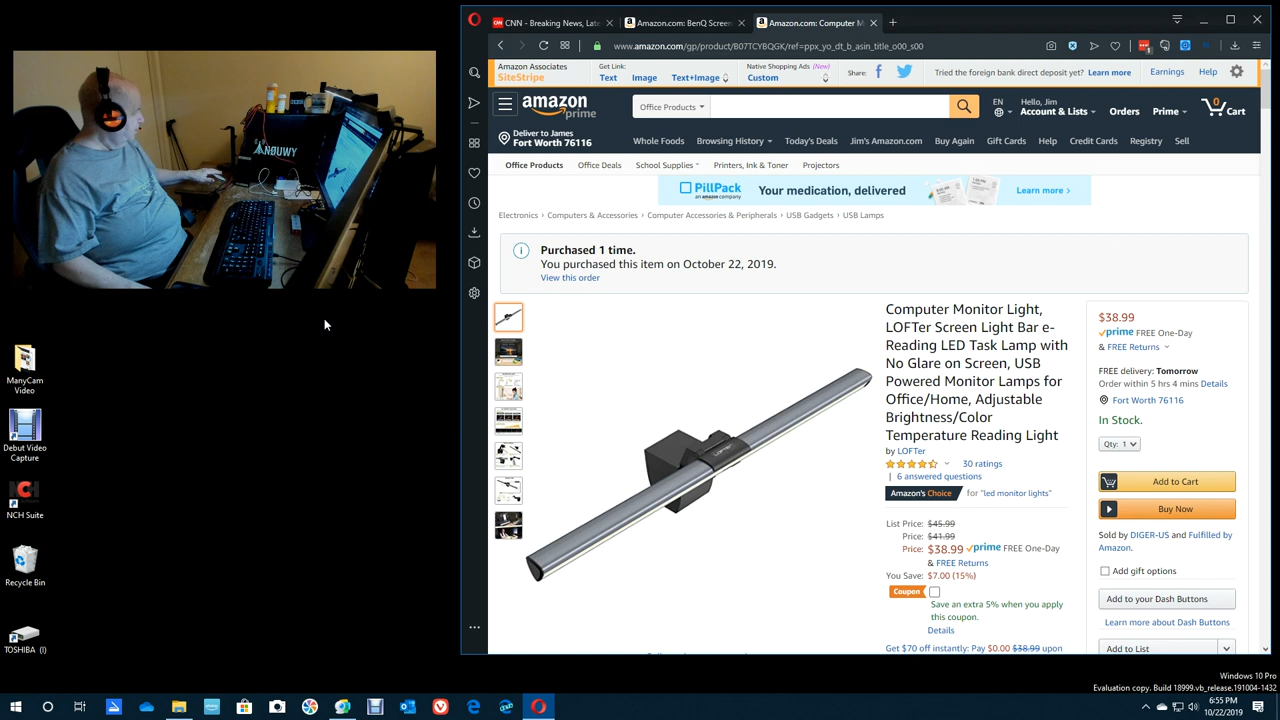 CNN - Breaking News, Late
Amazon.com: BenQ Screen
Amazon.com: Computer M
www.amazon.com/gp/product/B07TCYBQGK/ref=ppx_yo_dt_b_asin_title_o00_s00
Amazon Associates
SiteStripe
Get Link:
Text Image Text+Image
Native Shopping Ads (New)
Custom
Share:
Tried the foreign bank direct deposit yet? Learn more
Earnings Help
amazon
prime
Office Products
EN
Hello, Jim
Account & Lists
Orders
Prime
0
Cart
Deliver to James
Fort Worth 76116
Whole Foods Browsing History Today's Deals Jim's Amazon.com Buy Again Gift Cards Help Credit Cards Registry Sell
Office Products Office Deals School Supplies Printers, Ink & Toner Projectors
PillPack
an amazon company
Your medication, delivered
Learn more >
Electronics › Computers & Accessories › Computer Accessories & Peripherals › USB Gadgets › USB Lamps
Purchased 1 time.
You purchased this item on October 22, 2019.
View this order
Computer Monitor Light,
LOFTer Screen Light Bar e-
Reading LED Task Lamp with
No Glare on Screen, USB
Powered Monitor Lamps for
Office/Home, Adjustable
Brightness/Color
Temperature Reading Light
by LOFTer
30 ratings
| 6 answered questions
Amazon's Choice for "led monitor lights"
List Price: $45.99
Price: $41.99
Price: $38.99 prime FREE One-Day
& FREE Returns
You Save: $7.00 (15%)
Coupon
Save an extra 5% when you apply
this coupon.
Details
Get $70 off instantly: Pay $0.00 $38.99 upon
$38.99
prime FREE One-Day
& FREE Returns
FREE delivery: Tomorrow
Order within 5 hrs 4 mins Details
Fort Worth 76116
In Stock.
Qty: 1
Add to Cart
Buy Now
Sold by DIGER-US and Fulfilled by
Amazon.
Add gift options
Add to your Dash Buttons
Learn more about Dash Buttons
Add to List
ANOUWY
ManyCam
Video
Debut Video
Capture
NCH Suite
Recycle Bin
TOSHIBA (I)
Windows 10 Pro
Evaluation copy. Build 18999.vb_release.191004-1432
6:55 PM
10/22/2019